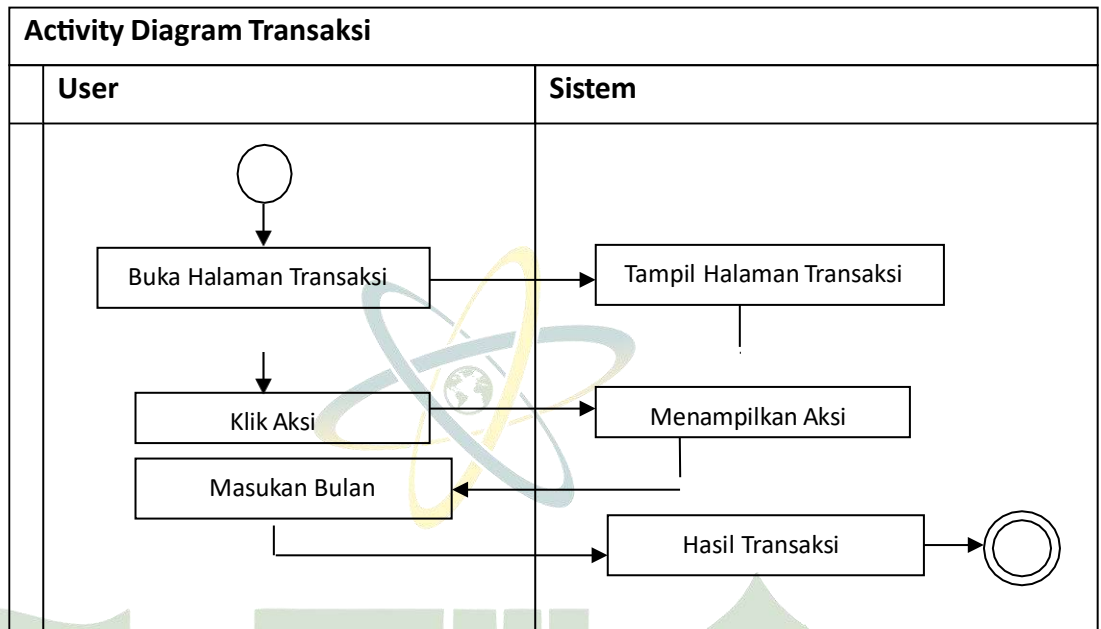 Activity Diagram Transaksi
User
Sistem
Buka Halaman Transaksi
Tampil Halaman Transaksi
Klik Aksi
Menampilkan Aksi
Masukan Bulan
Hasil Transaksi